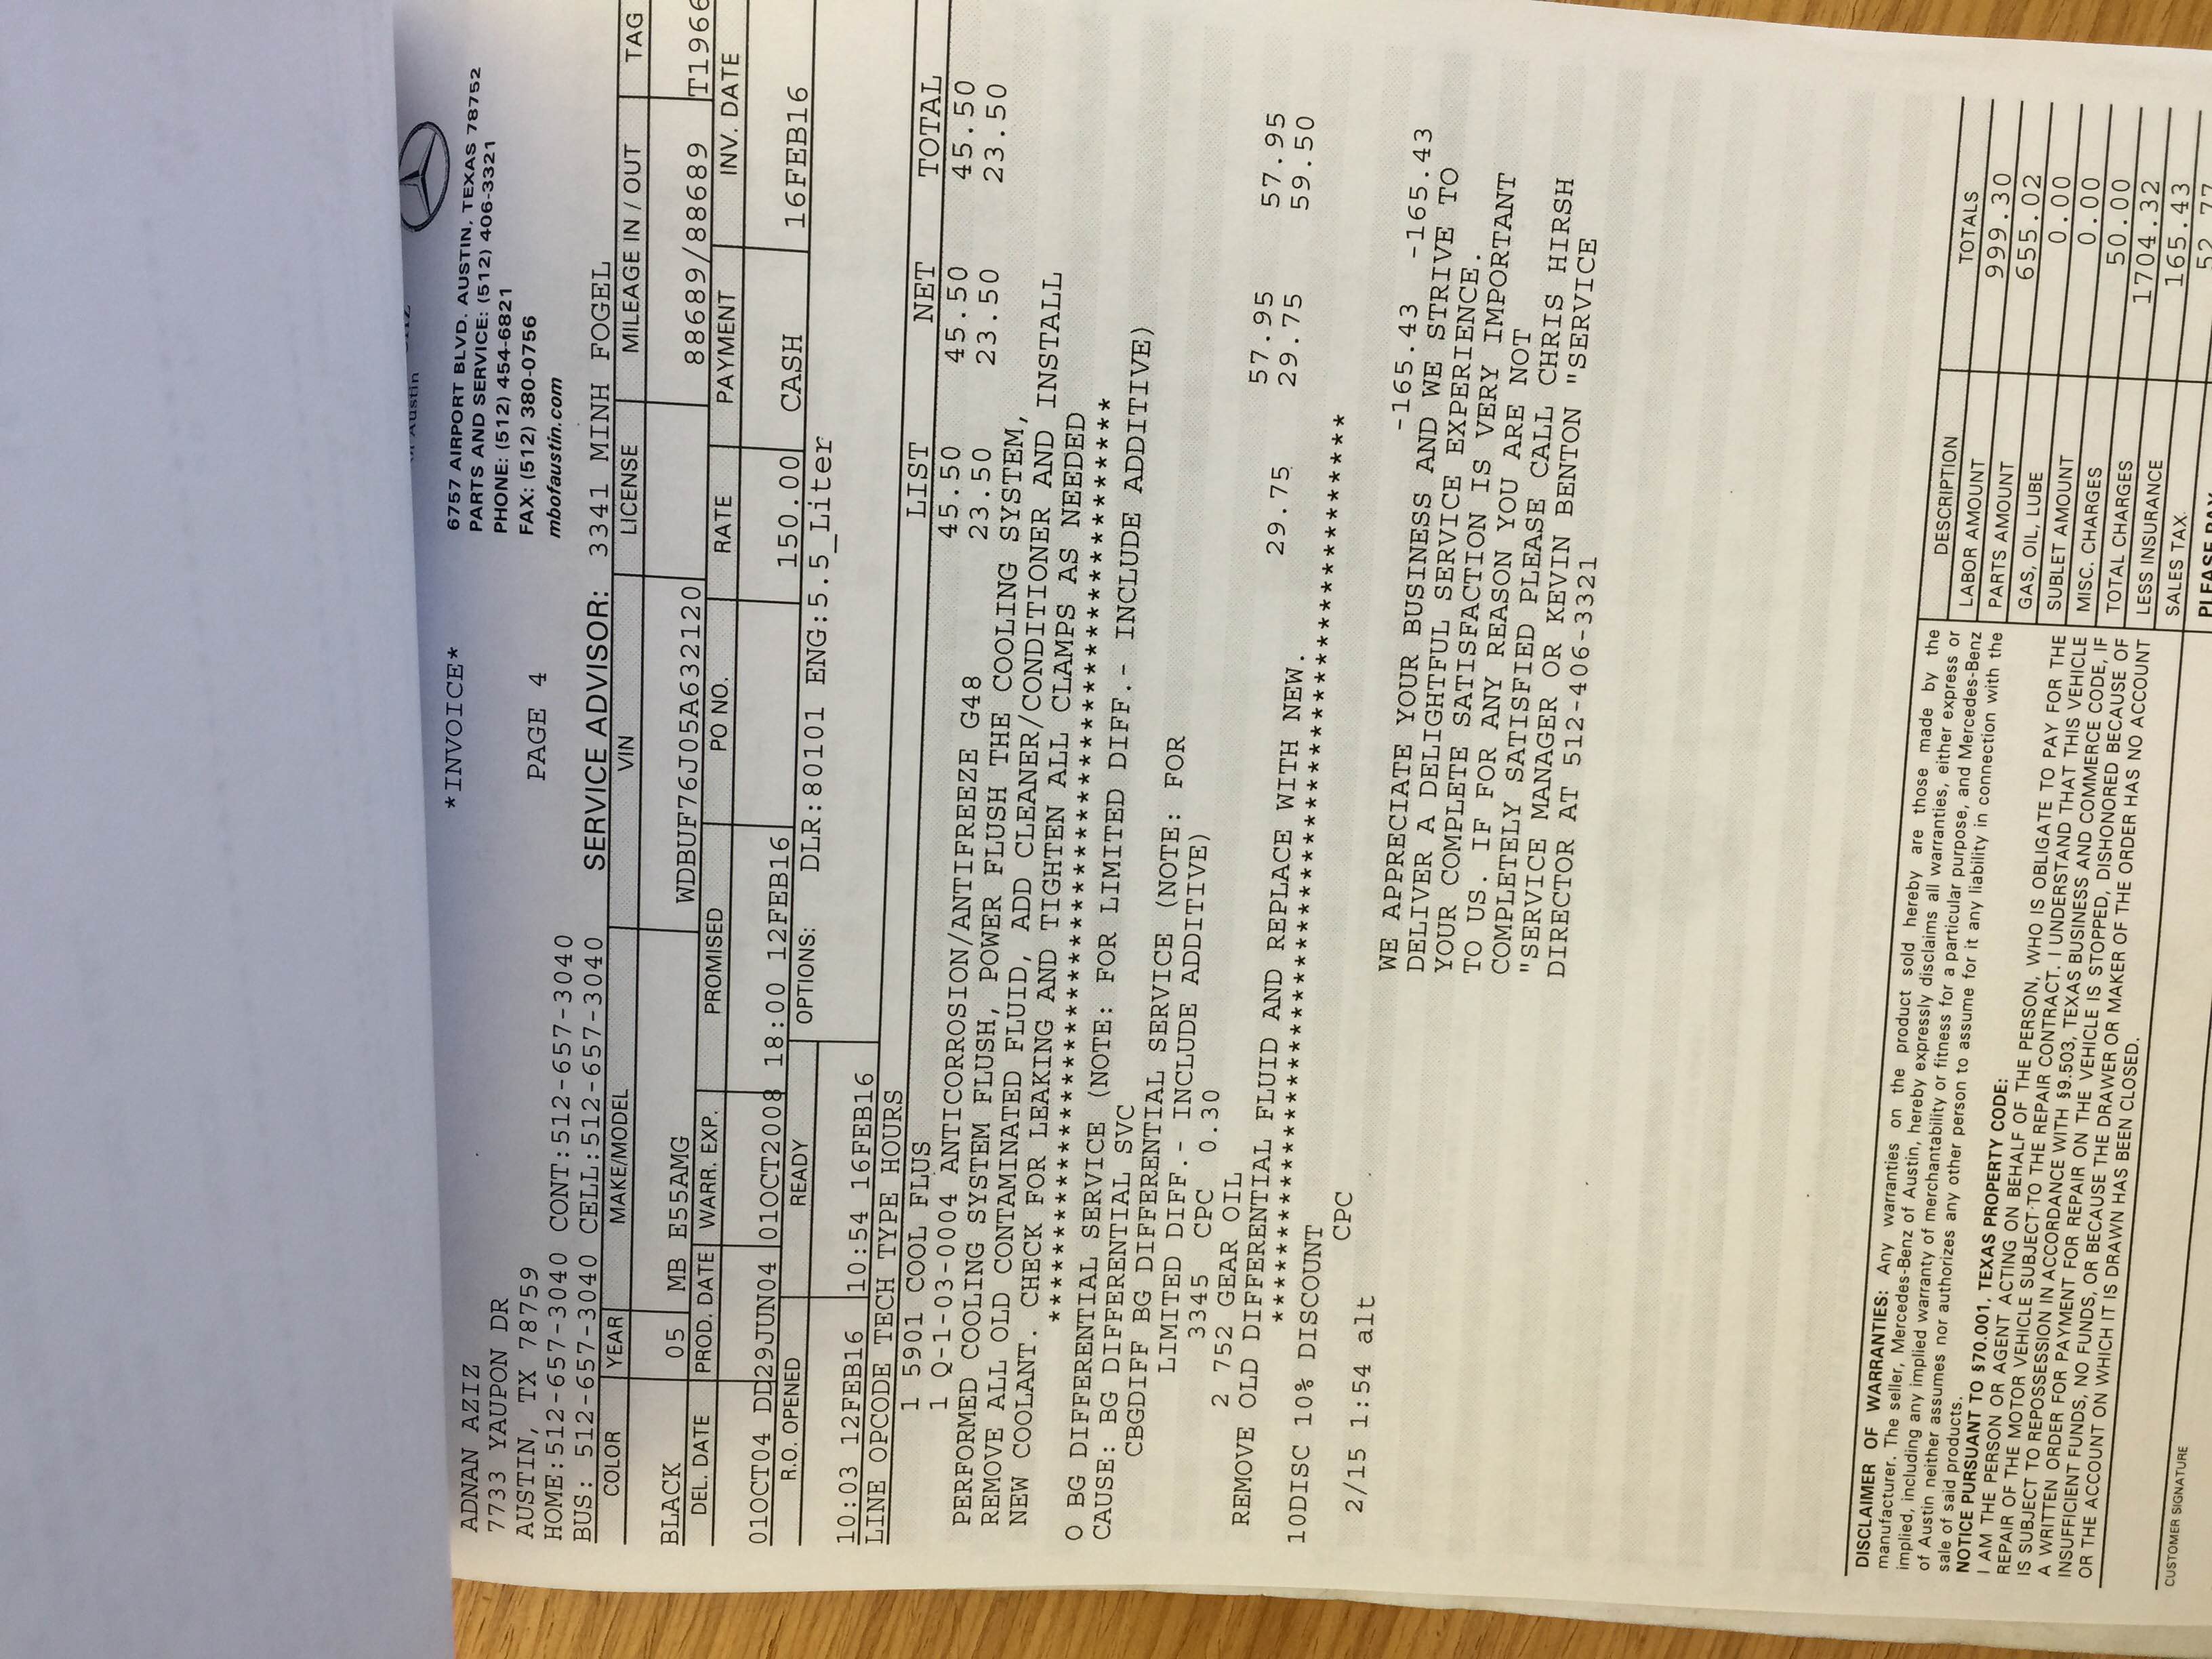 of Austin
ADNAN AZIZ
7733 YAUPON DR
AUSTIN, TX 78759
HOME:512-657-3040 CONT:512-657-3040
BUS: 512-657-3040 CELL:512-657-3040
*INVOICE*
PAGE 4
6757 AIRPORT BLVD. AUSTIN, TEXAS 78752
PARTS AND SERVICE: (512) 406-3321
PHONE: (512) 454-6821
FAX: (512) 380-0756
mbofaustin.com
SERVICE ADVISOR: 3341 MINH FOGEL
COLOR YEAR MAKE/MODEL VIN LICENSE MILEAGE IN / OUT TAG
BLACK 05 MB E55AMG WDBUF76J05A632120 88689/88689 T1966
DEL. DATE PROD. DATE WARR. EXP. PROMISED PO NO. RATE PAYMENT INV. DATE
01OCT04 DD 29JUN04 01OCT2008 18:00 12FEB16 150.00 CASH 16FEB16
R.O. OPENED READY OPTIONS: DLR:80101 ENG:5.5_Liter
10:03 12FEB16 10:54 16FEB16
LINE OPCODE TECH TYPE HOURS LIST NET TOTAL
1 5901 COOL FLUS 45.50 45.50 45.50
1 Q-1-03-0004 ANTICORROSION/ANTIFREEZE G48 23.50 23.50 23.50
PERFORMED COOLING SYSTEM FLUSH, POWER FLUSH THE COOLING SYSTEM,
REMOVE ALL OLD CONTAMINATED FLUID, ADD CLEANER/CONDITIONER AND INSTALL
NEW COOLANT. CHECK FOR LEAKING AND TIGHTEN ALL CLAMPS AS NEEDED
*******************************************************
O BG DIFFERENTIAL SERVICE (NOTE: FOR LIMITED DIFF.- INCLUDE ADDITIVE)
CAUSE: BG DIFFERENTIAL SVC
CBGDIFF BG DIFFERENTIAL SERVICE (NOTE: FOR
LIMITED DIFF.- INCLUDE ADDITIVE)
3345 CPC 0.30 57.95 57.95
2 752 GEAR OIL 29.75 29.75 59.50
REMOVE OLD DIFFERENTIAL FLUID AND REPLACE WITH NEW.
*******************************************************
10DISC 10% DISCOUNT
CPC -165.43 -165.43
2/15 1:54 alt
WE APPRECIATE YOUR BUSINESS AND WE STRIVE TO
DELIVER A DELIGHTFUL SERVICE EXPERIENCE.
YOUR COMPLETE SATISFACTION IS VERY IMPORTANT
TO US. IF FOR ANY REASON YOU ARE NOT
COMPLETELY SATISFIED PLEASE CALL CHRIS HIRSH
"SERVICE MANAGER OR KEVIN BENTON "SERVICE
DIRECTOR AT 512-406-3321
DISCLAIMER OF WARRANTIES: Any warranties on the product sold hereby are those made by the
manufacturer. The seller, Mercedes-Benz of Austin, hereby expressly disclaims all warranties, either express or
implied, including any implied warranty of merchantability or fitness for a particular purpose, and Mercedes-Benz
of Austin neither assumes nor authorizes any other person to assume for it any liability in connection with the
sale of said products.
NOTICE PURSUANT TO §70.001, TEXAS PROPERTY CODE:
I AM THE PERSON OR AGENT ACTING ON BEHALF OF THE PERSON, WHO IS OBLIGATE TO PAY FOR THE
REPAIR OF THE MOTOR VEHICLE SUBJECT TO THE REPAIR CONTRACT. I UNDERSTAND THAT THIS VEHICLE
IS SUBJECT TO REPOSSESSION IN ACCORDANCE WITH §9.503, TEXAS BUSINESS AND COMMERCE CODE, IF
A WRITTEN ORDER FOR PAYMENT FOR REPAIR ON THE VEHICLE IS STOPPED, DISHONORED BECAUSE OF
INSUFFICIENT FUNDS, NO FUNDS, OR BECAUSE THE DRAWER OR MAKER OF THE ORDER HAS NO ACCOUNT
OR THE ACCOUNT ON WHICH IT IS DRAWN HAS BEEN CLOSED.
CUSTOMER SIGNATURE
DESCRIPTION TOTALS
LABOR AMOUNT 999.30
PARTS AMOUNT 655.02
GAS, OIL, LUBE 0.00
SUBLET AMOUNT 0.00
MISC. CHARGES 50.00
TOTAL CHARGES 1704.32
LESS INSURANCE 165.43
SALES TAX 52.77
PLEASE PAY